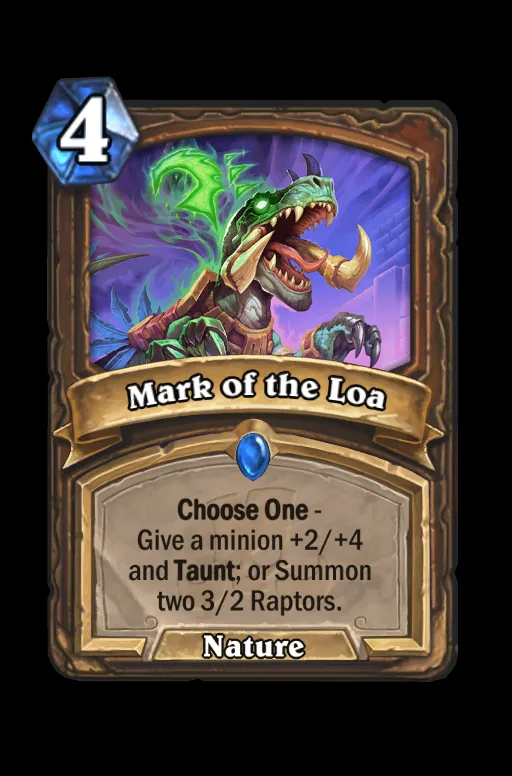 4
Mark of the Loa
Choose One -
Give a minion +2/+4
and Taunt; or Summon
two 3/2 Raptors.
Nature